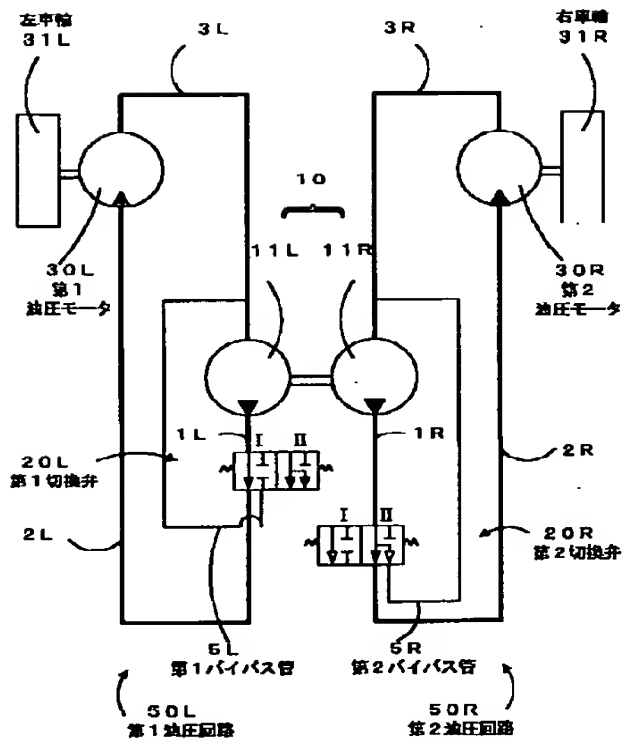 左車輪
31L
3L
3R
右車輪
31R
10
11L
11R
30L
第1
油圧モータ
30R
第2
油圧モータ
1L
I
II
1R
20L
第1切換弁
2R
I
II
2L
20R
第2切換弁
5L
第1バイパス管
5R
第2バイパス管
50L
第1油圧回路
50R
第2油圧回路